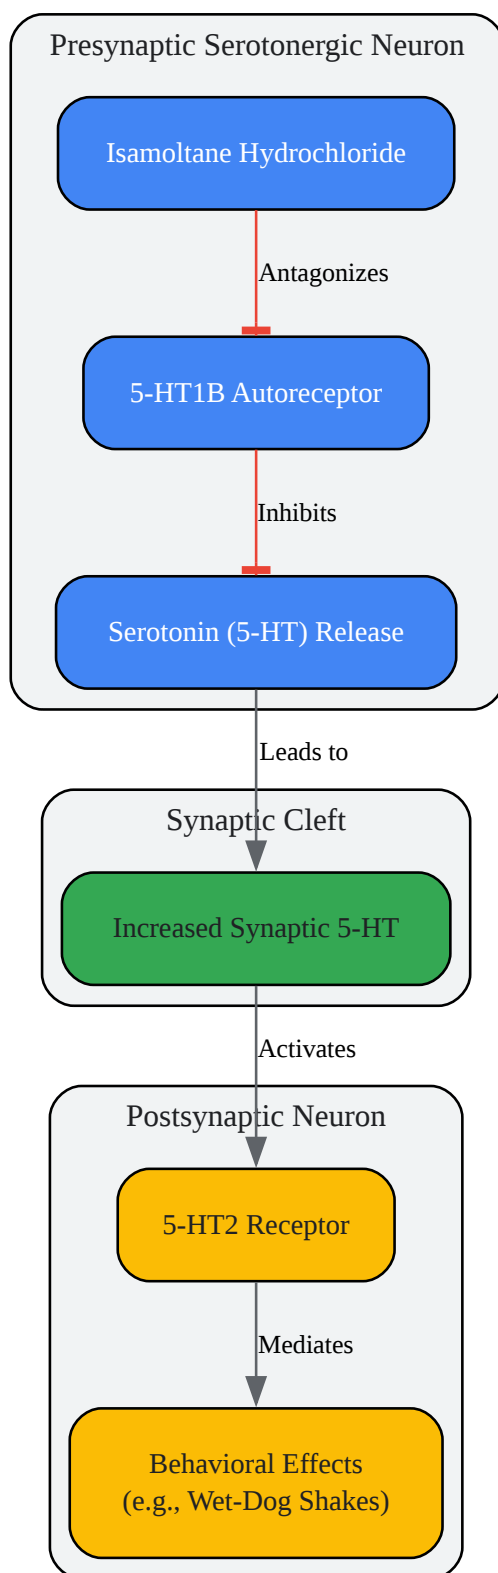 Presynaptic Serotonergic Neuron
Isamoltane Hydrochloride
Antagonizes
5-HT1B Autoreceptor
Inhibits
Serotonin (5-HT) Release
Leads to
Synaptic Cleft
Increased Synaptic 5-HT
Activates
Postsynaptic Neuron
5-HT2 Receptor
Mediates
Behavioral Effects
(e.g., Wet-Dog Shakes)